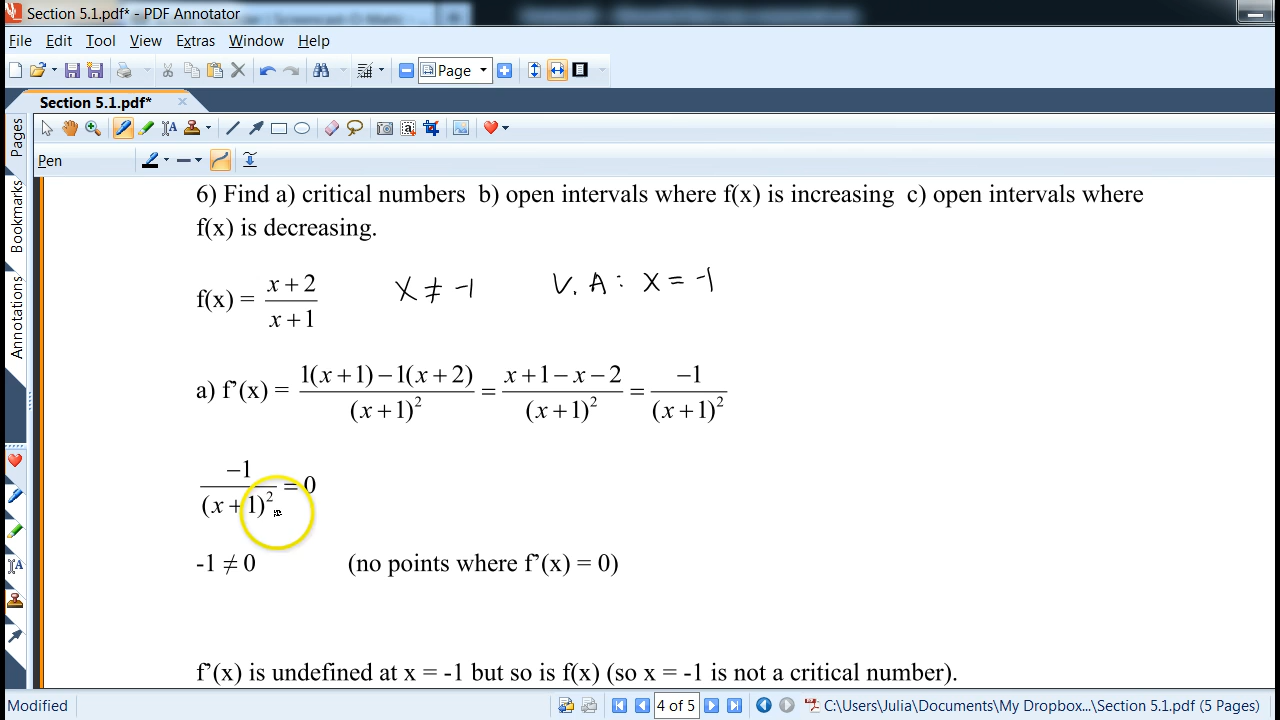 Section 5.1.pdf* - PDF Annotator
File Edit Tool View Extras Window Help
Page
Section 5.1.pdf*
Pen
Pages
Bookmarks
Annotations
6) Find a) critical numbers b) open intervals where f(x) is increasing c) open intervals where
f(x) is decreasing.
f(x) = (x + 2)/(x + 1) X ≠ -1 V.A: X = -1
a) f'(x) = (1(x+1) − 1(x+2))/(x+1)² = (x+1−x−2)/(x+1)² = −1/(x+1)²
−1/(x+1)² = 0
-1 ≠ 0 (no points where f'(x) = 0)
f'(x) is undefined at x = -1 but so is f(x) (so x = -1 is not a critical number).
Modified 4 of 5 C:\Users\Julia\Documents\My Dropbox...\Section 5.1.pdf (5 Pages)